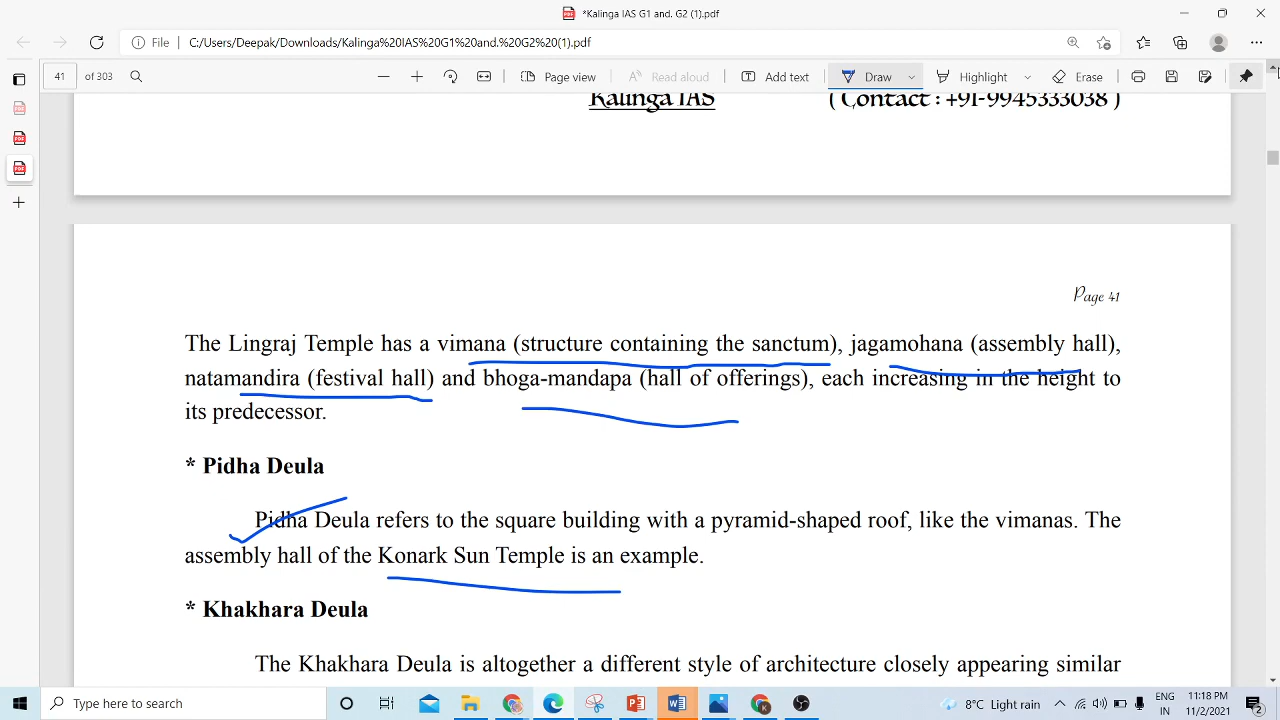 *Kalinga IAS G1 and. G2 (1).pdf
File | C:/Users/Deepak/Downloads/Kalinga%20IAS%20G1%20and.%20G2%20(1).pdf
41 of 303 Page view Read aloud Add text Draw Highlight Erase
Kalinga IAS (Contact : +91-9945333038 )
Page 41
The Lingraj Temple has a vimana (structure containing the sanctum), jagamohana (assembly hall),
natamandira (festival hall) and bhoga-mandapa (hall of offerings), each increasing in the height to
its predecessor.
* Pidha Deula
Pidha Deula refers to the square building with a pyramid-shaped roof, like the vimanas. The
assembly hall of the Konark Sun Temple is an example.
* Khakhara Deula
The Khakhara Deula is altogether a different style of architecture closely appearing similar
Type here to search 8°C Light rain ENG 11:18 PM
IN 11/2/2021 2